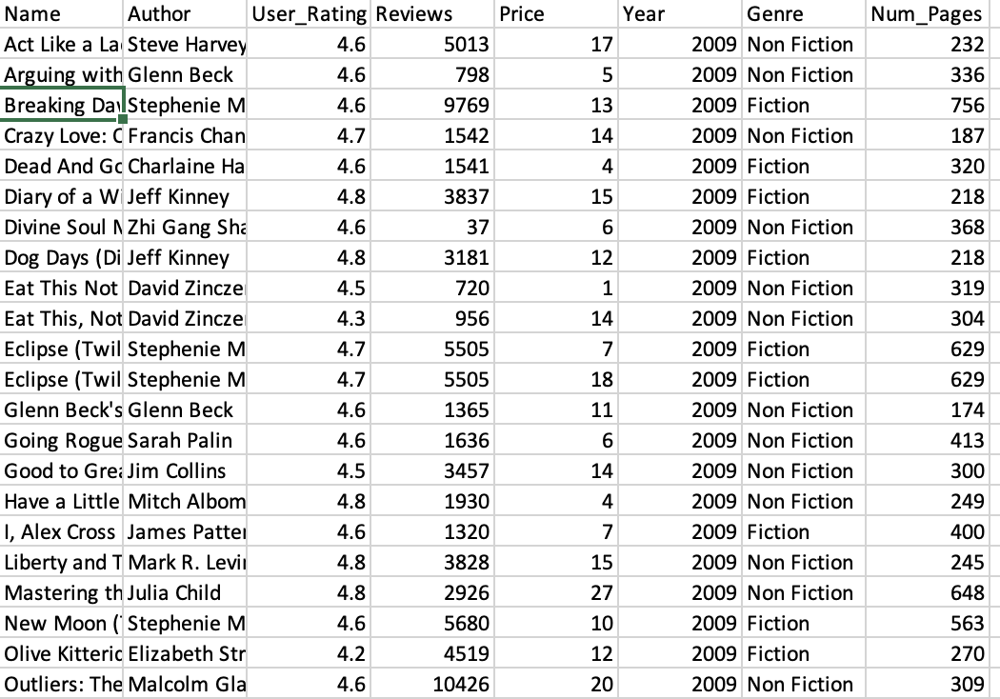 Name Author User_Rating Reviews Price Year Genre Num_Pages
Act Like a La Steve Harvey 4.6 5013 17 2009 Non Fiction 232
Arguing with Glenn Beck 4.6 798 5 2009 Non Fiction 336
Breaking Daw Stephenie M 4.6 9769 13 2009 Fiction 756
Crazy Love: C Francis Chan 4.7 1542 14 2009 Non Fiction 187
Dead And Go Charlaine Ha 4.6 1541 4 2009 Fiction 320
Diary of a Wi Jeff Kinney 4.8 3837 15 2009 Fiction 218
Divine Soul M Zhi Gang Sha 4.6 37 6 2009 Non Fiction 368
Dog Days (Di Jeff Kinney 4.8 3181 12 2009 Fiction 218
Eat This Not David Zincze 4.5 720 1 2009 Non Fiction 319
Eat This, Not David Zincze 4.3 956 14 2009 Non Fiction 304
Eclipse (Twil Stephenie M 4.7 5505 7 2009 Fiction 629
Eclipse (Twil Stephenie M 4.7 5505 18 2009 Fiction 629
Glenn Beck's Glenn Beck 4.6 1365 11 2009 Non Fiction 174
Going Rogue Sarah Palin 4.6 1636 6 2009 Non Fiction 413
Good to Grea Jim Collins 4.5 3457 14 2009 Non Fiction 300
Have a Little Mitch Albom 4.8 1930 4 2009 Non Fiction 249
I, Alex Cross James Patter 4.6 1320 7 2009 Fiction 400
Liberty and T Mark R. Levi 4.8 3828 15 2009 Non Fiction 245
Mastering th Julia Child 4.8 2926 27 2009 Non Fiction 648
New Moon ( Stephenie M 4.6 5680 10 2009 Fiction 563
Olive Kitteric Elizabeth Str 4.2 4519 12 2009 Fiction 270
Outliers: The Malcolm Gla 4.6 10426 20 2009 Non Fiction 309